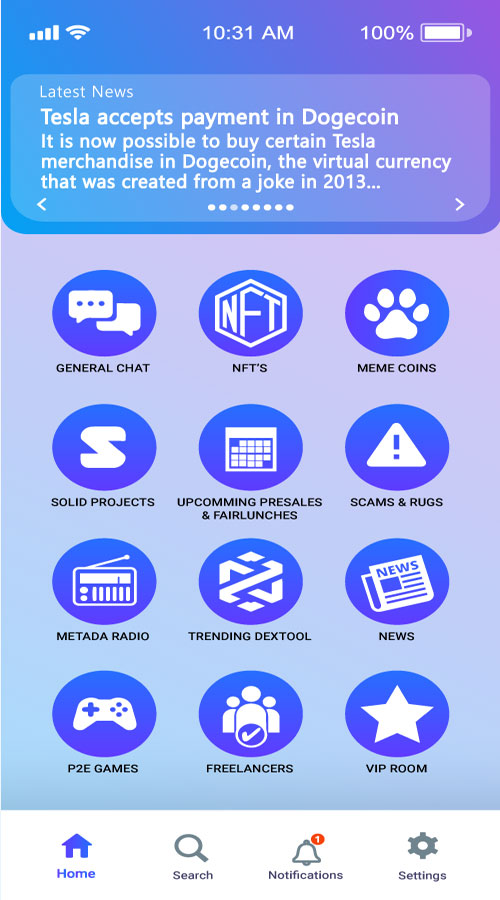 10:31 AM 100%
Latest News
Tesla accepts payment in Dogecoin
It is now possible to buy certain Tesla
merchandise in Dogecoin, the virtual currency
that was created from a joke in 2013...
NFT
GENERAL CHAT NFT'S MEME COINS
SOLID PROJECTS UPCOMMING PRESALES SCAMS & RUGS
& FAIRLUNCHES
NEWS
METADA RADIO TRENDING DEXTOOL NEWS
P2E GAMES FREELANCERS VIP ROOM
1
Home Search Notifications Settings